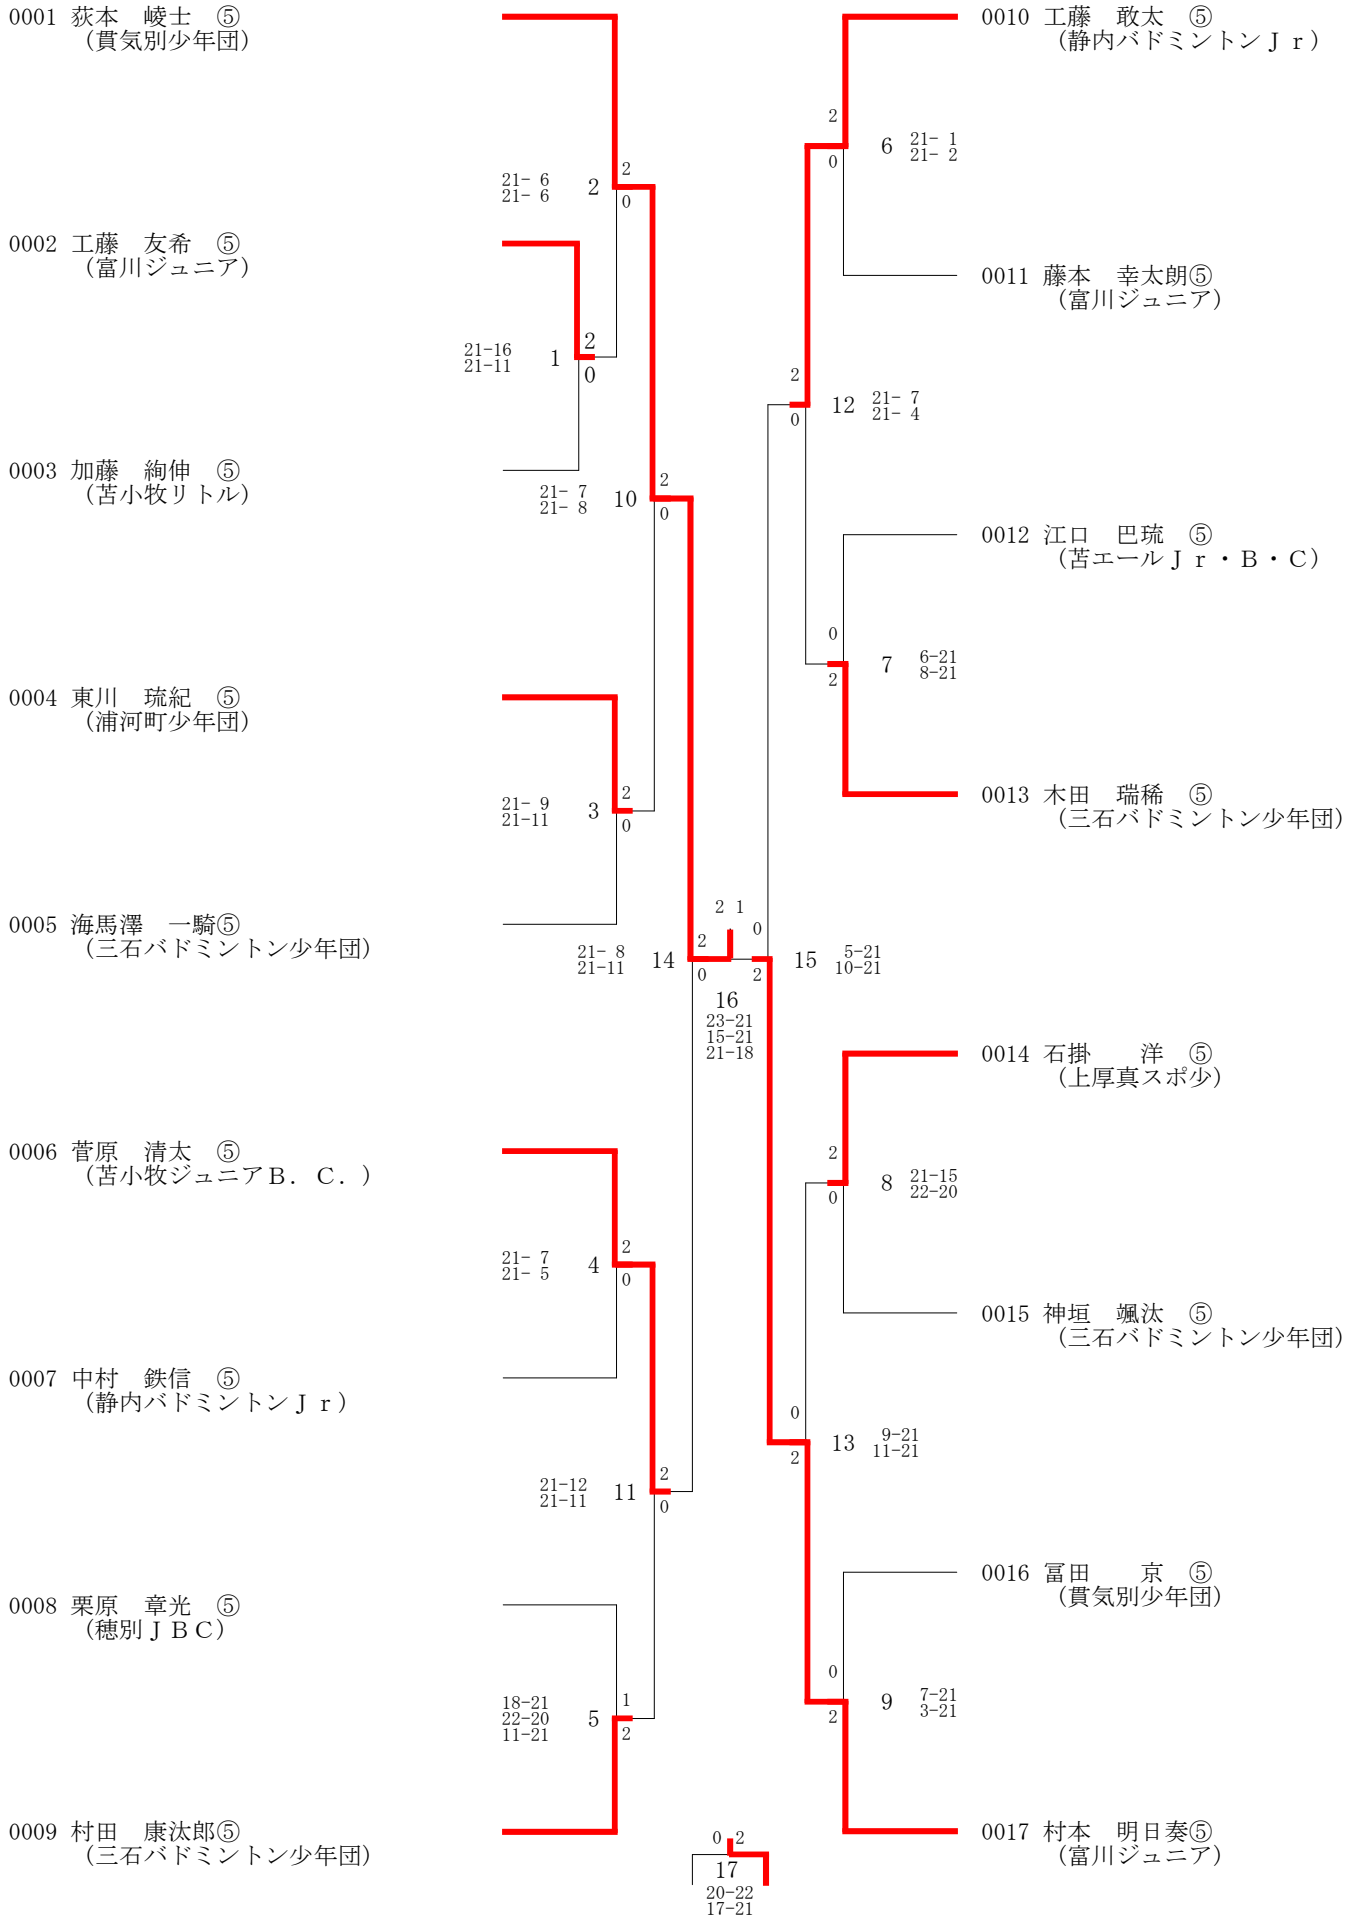 0001 荻本　崚士　⑤
（貫気別少年団）
21- 6
21- 6
2
2
0
0002 工藤　友希　⑤
（富川ジュニア）
21-16
21-11
1
2
0
0003 加藤　絢伸　⑤
（苫小牧リトル）
21- 7
21- 8
10
2
0
0004 東川　琉紀　⑤
（浦河町少年団）
21- 9
21-11
3
2
0
0005 海馬澤　一騎⑤
（三石バドミントン少年団）
21- 8
21-11
14
2
0
0006 菅原　清太　⑤
（苫小牧ジュニアＢ．Ｃ．）
21- 7
21- 5
4
2
0
0007 中村　鉄信　⑤
（静内バドミントンＪｒ）
21-12
21-11
11
2
0
0008 栗原　章光　⑤
（穂別ＪＢＣ）
18-21
22-20
11-21
5
1
2
0009 村田　康汰郎⑤
（三石バドミントン少年団）
2 1
16
23-21
15-21
21-18
0 2
17
20-22
17-21
0010 工藤　敢太　⑤
（静内バドミントンＪｒ）
2
0
6
21- 1
21- 2
0011 藤本　幸太朗⑤
（富川ジュニア）
2
0
12
21- 7
21- 4
0012 江口　巴琉　⑤
（苫エールＪｒ・Ｂ・Ｃ）
0
2
7
6-21
8-21
0013 木田　瑞稀　⑤
（三石バドミントン少年団）
0
2
15
5-21
10-21
0014 石掛　　洋　⑤
（上厚真スポ少）
2
0
8
21-15
22-20
0015 神垣　颯汰　⑤
（三石バドミントン少年団）
0
2
13
9-21
11-21
0016 冨田　　京　⑤
（貫気別少年団）
0
2
9
7-21
3-21
0017 村本　明日奏⑤
（富川ジュニア）